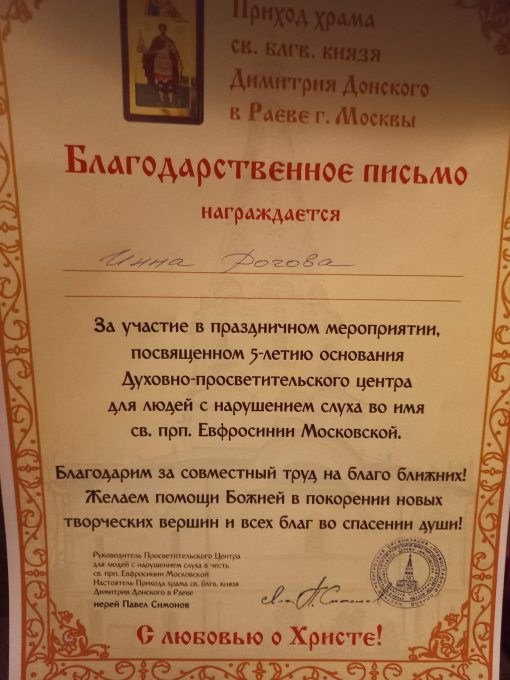 Приход храма
св. блгв. князя
Димитрия Донского
в Раеве г. Москвы
Благодарственное письмо
награждается
Инна Рогова
За участие в праздничном мероприятии,
посвященном 5-летию основания
Духовно-просветительского центра
для людей с нарушением слуха во имя
св. прп. Евфросинии Московской.
Благодарим за совместный труд на благо ближних!
Желаем помощи Божией в покорении новых
творческих вершин и всех благ во спасении души!
Руководитель Просветительского Центра
для людей с нарушением слуха в честь
св. прп. Евфросинии Московской
Настоятель Прихода храма св. блгв. князя
Димитрия Донского в Раеве
иерей Павел Симонов
С любовью о Христе!